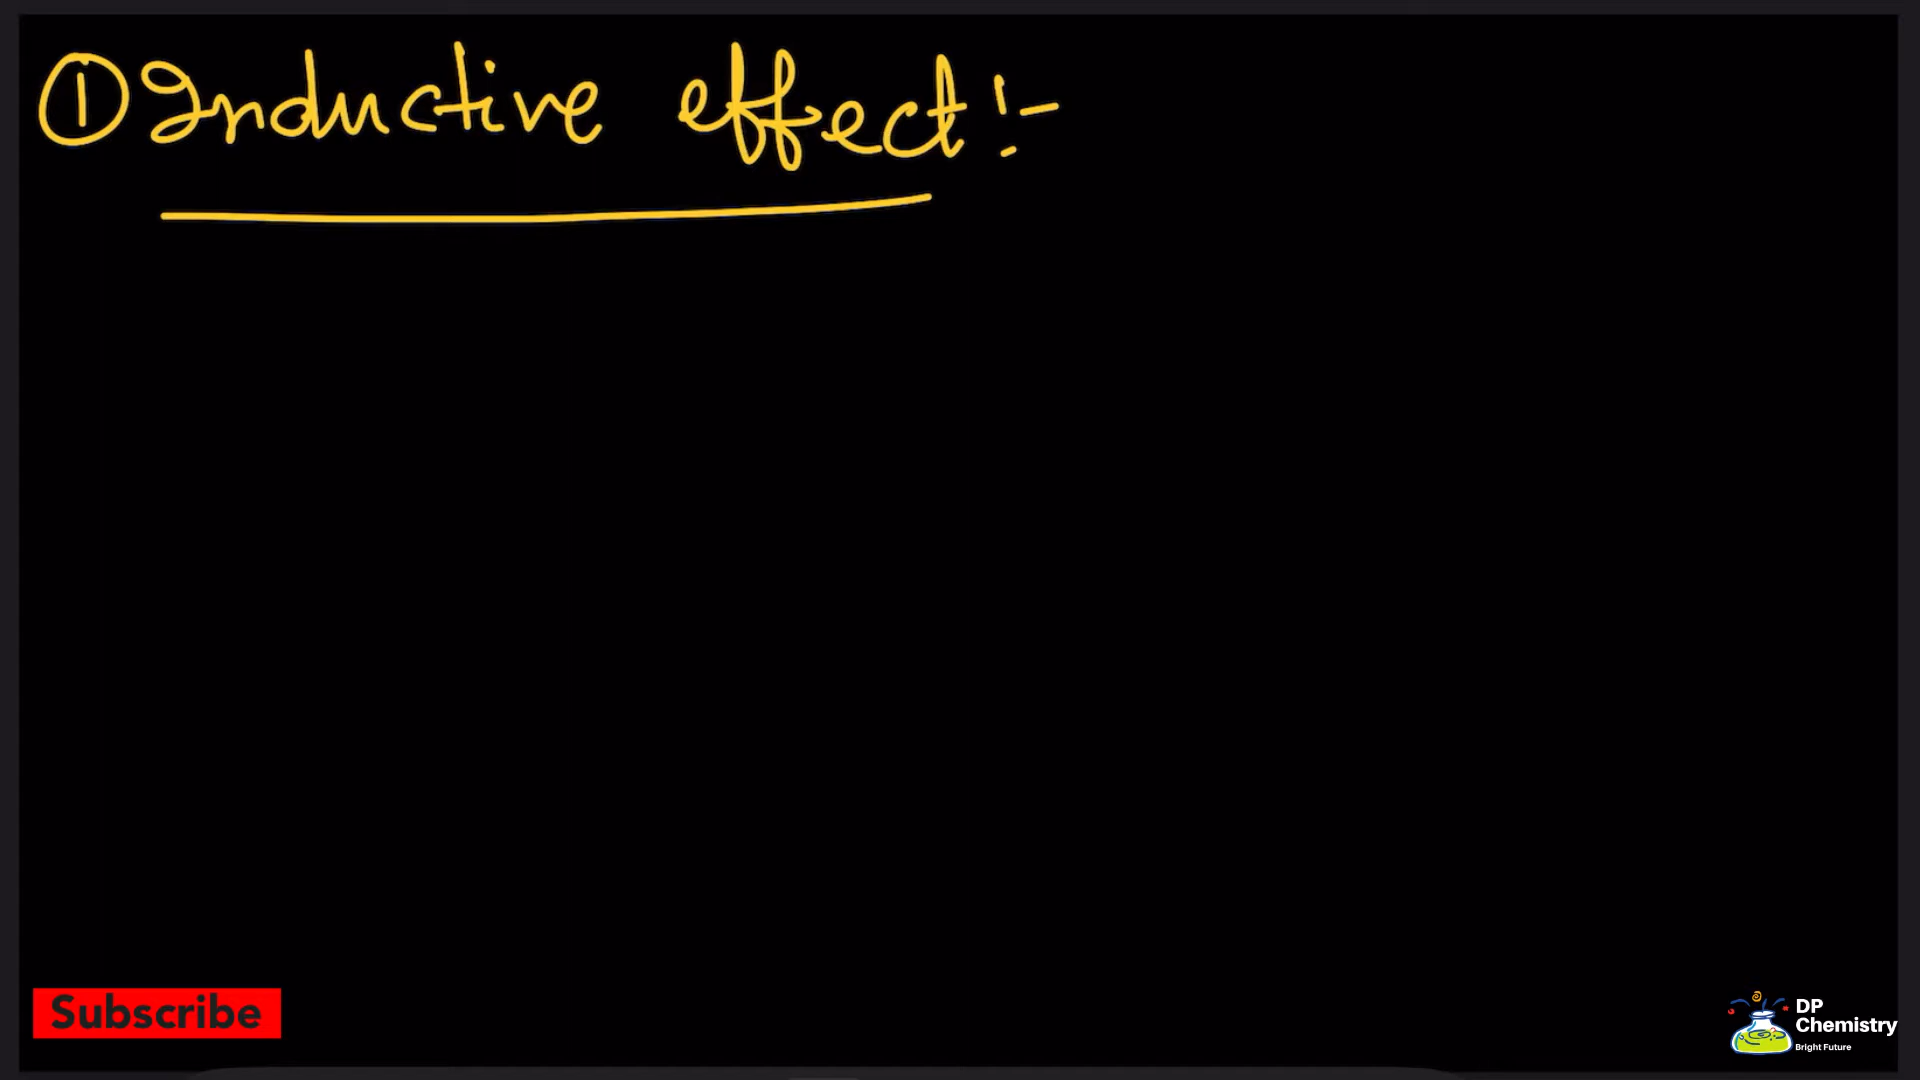 ① Inductive effect :-
Subscribe
DP
Chemistry
Bright Future